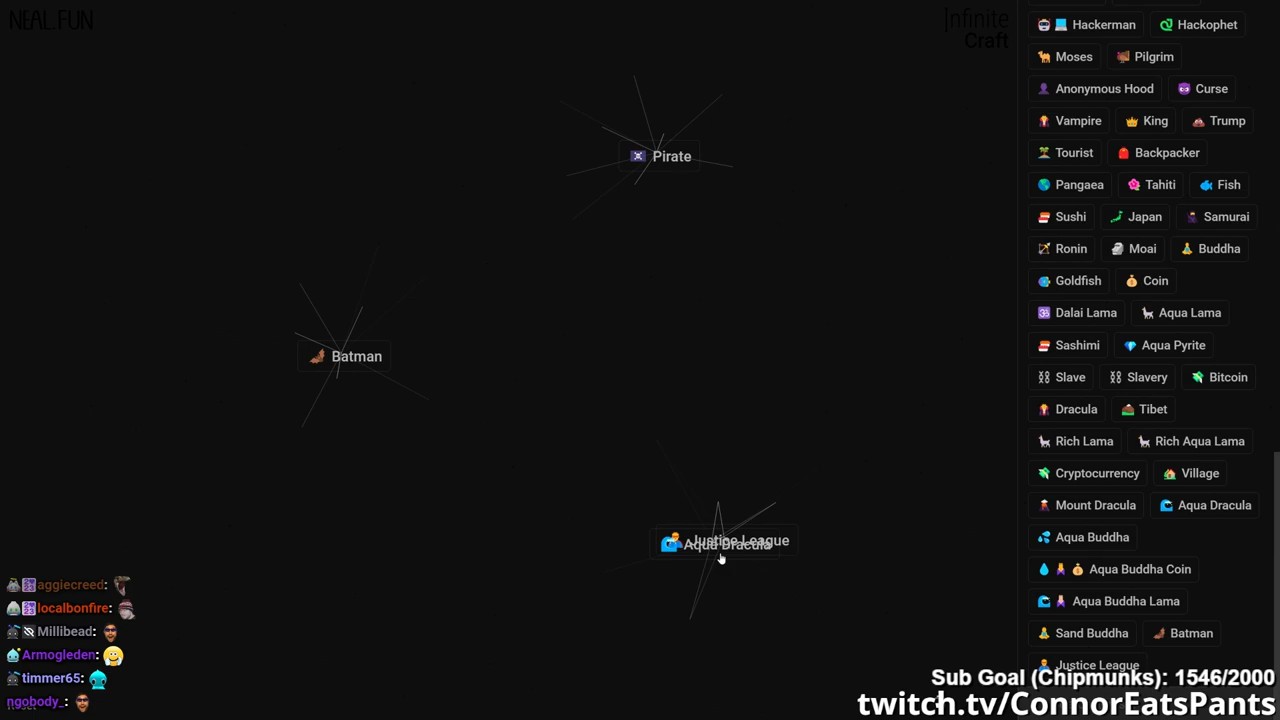 NEAL.FUN
Infinite
Craft
Pirate
Batman
Justice League
Aqua Dracula
Hackerman Hackophet
Moses Pilgrim
Anonymous Hood Curse
Vampire King Trump
Tourist Backpacker
Pangaea Tahiti Fish
Sushi Japan Samurai
Ronin Moai Buddha
Goldfish Coin
Dalai Lama Aqua Lama
Sashimi Aqua Pyrite
Slave Slavery Bitcoin
Dracula Tibet
Rich Lama Rich Aqua Lama
Cryptocurrency Village
Mount Dracula Aqua Dracula
Aqua Buddha
Aqua Buddha Coin
Aqua Buddha Lama
Sand Buddha Batman
Justice League
aggiecreed:
localbonfire:
Millibead:
Armogleden:
timmer65:
ngobody_:
Sub Goal (Chipmunks): 1546/2000
twitch.tv/ConnorEatsPants